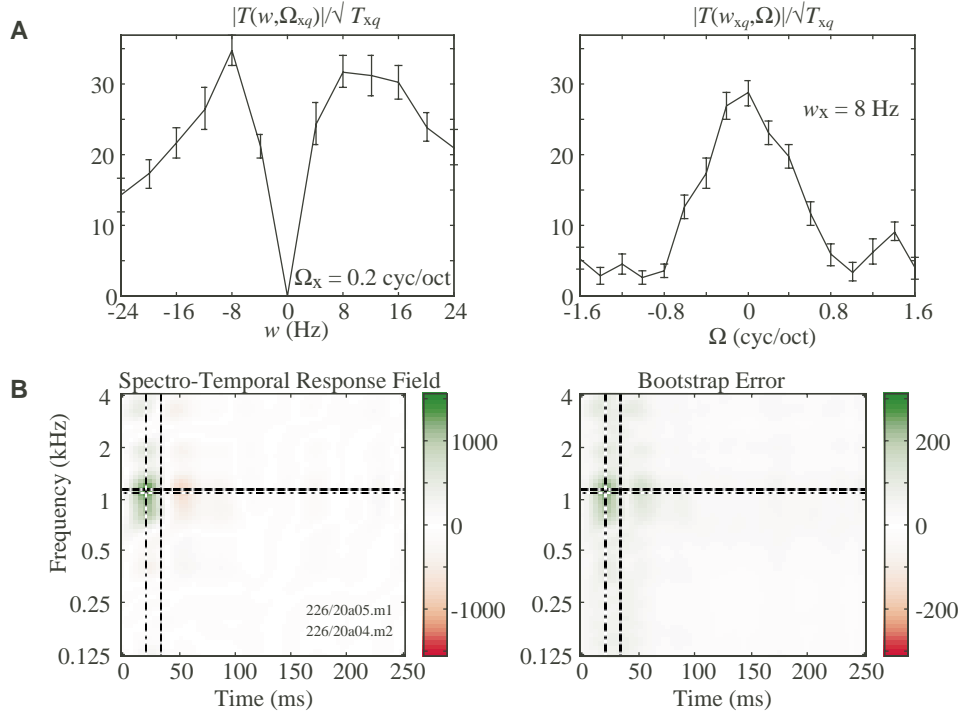 A
|T(w,Ωxq)|/√ Txq
30
20
10
0
-24 -16 -8 0 8 16 24
w (Hz)
Ωx = 0.2 cyc/oct
|T(wxq,Ω)|/√Txq
30
20
10
0
-1.6 -0.8 0 0.8 1.6
Ω (cyc/oct)
wx = 8 Hz
B
Spectro-Temporal Response Field
Frequency (kHz)
4
2
1
0.5
0.25
0.125
0 50 100 150 200 250
Time (ms)
226/20a05.m1
226/20a04.m2
1000
0
-1000
Bootstrap Error
4
2
1
0.5
0.25
0.125
0 50 100 150 200 250
Time (ms)
200
0
-200